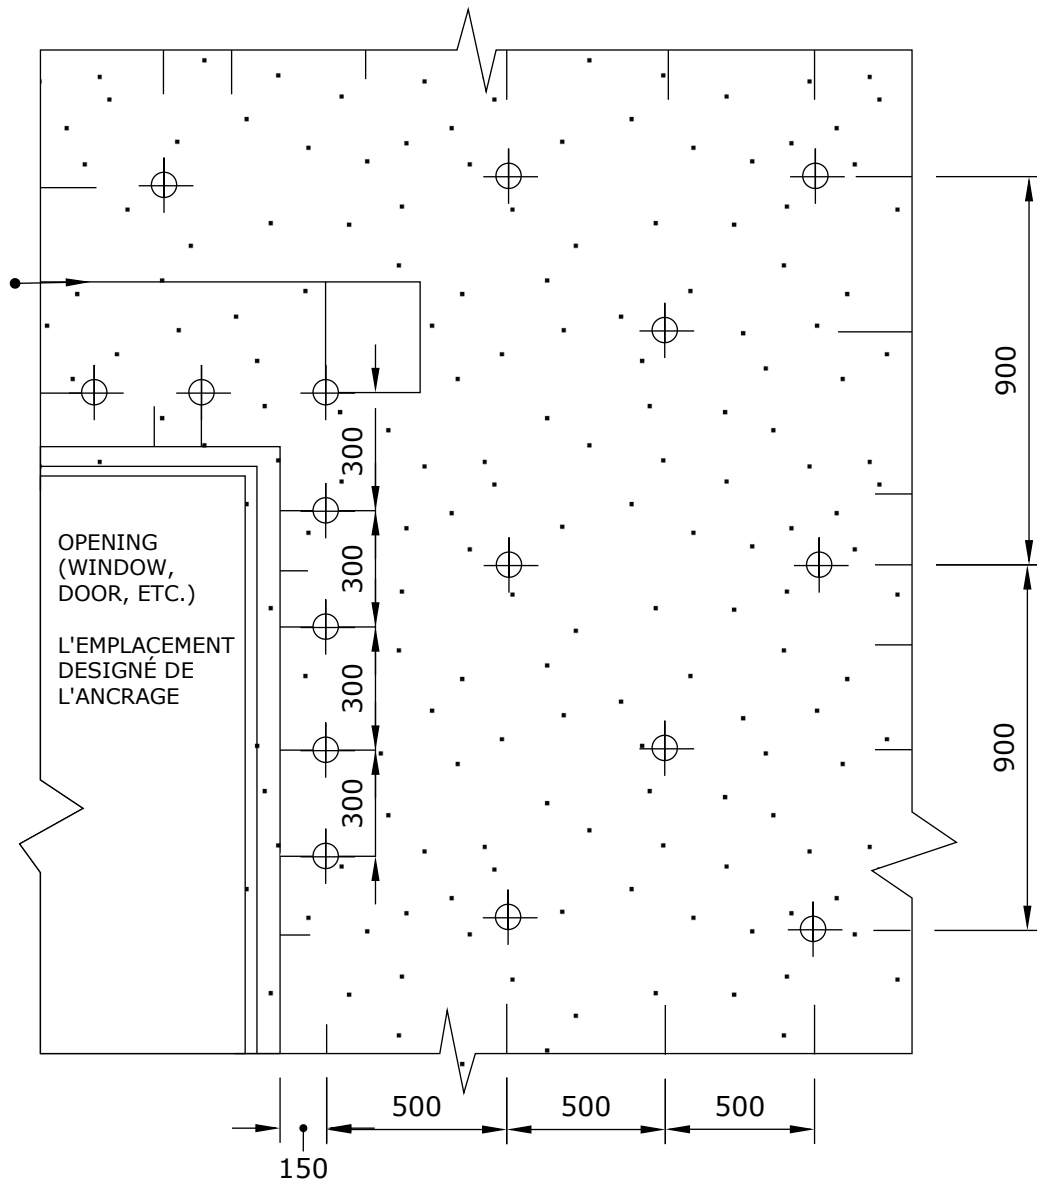 900
300
OPENING
(WINDOW,
DOOR, ETC.)
L'EMPLACEMENT
DESIGNÉ DE
L'ANCRAGE
300
300
300
900
500
500
500
150